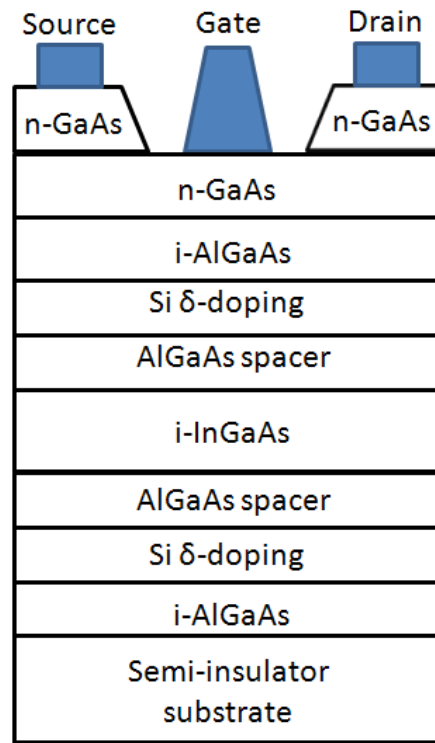 Source
Gate
Drain
n-GaAs
n-GaAs
n-GaAs
i-AlGaAs
Si δ-doping
AlGaAs spacer
i-InGaAs
AlGaAs spacer
Si δ-doping
i-AlGaAs
Semi-insulator
substrate